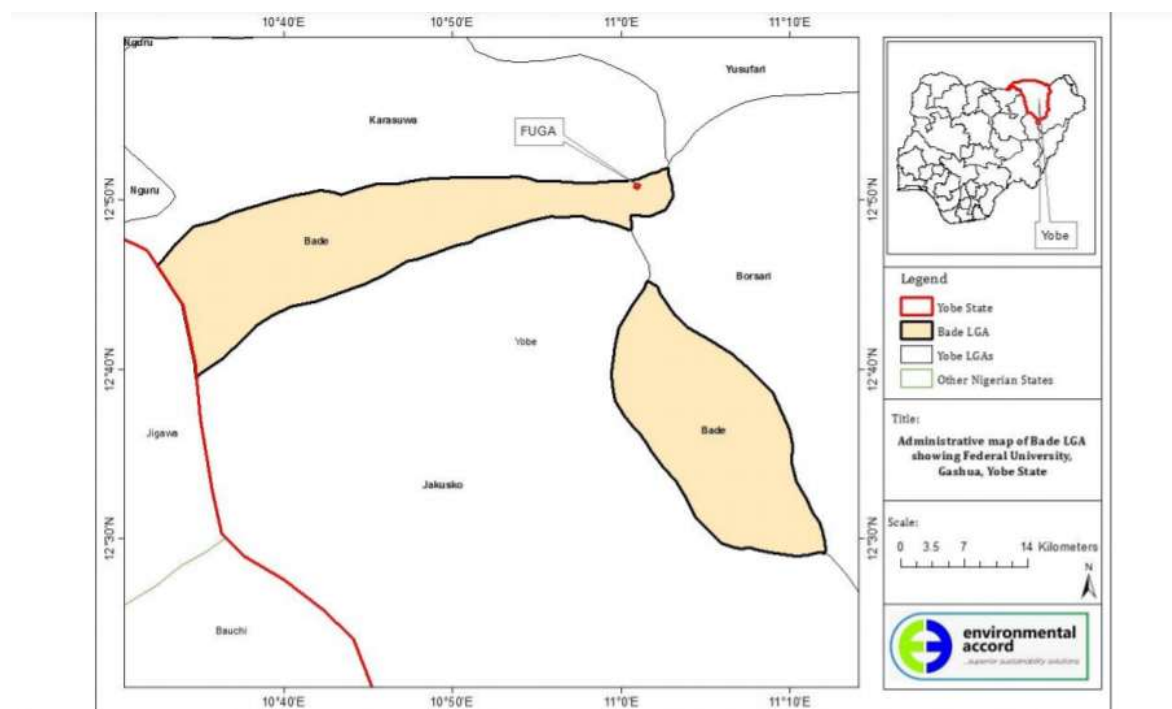 10°40'E 10°50'E 11°0'E 11°10'E
Nguru
Yusufari
Karasuwa
FUGA
Nguru
12°50'N 12°50'N
Bade
Borsari
Yobe
12°40'N 12°40'N
Jigawa
Bade
Jakusko
12°30'N 12°30'N
Bauchi
10°40'E 10°50'E 11°0'E 11°10'E
Yobe
Legend
Yobe State
Bade LGA
Yobe LGAs
Other Nigerian States
Title:
Administrative map of Bade LGA
showing Federal University,
Gashua, Yobe State
Scale:
0 3.5 7 14 Kilometers
N
environmental
accord
...superior sustainability solutions